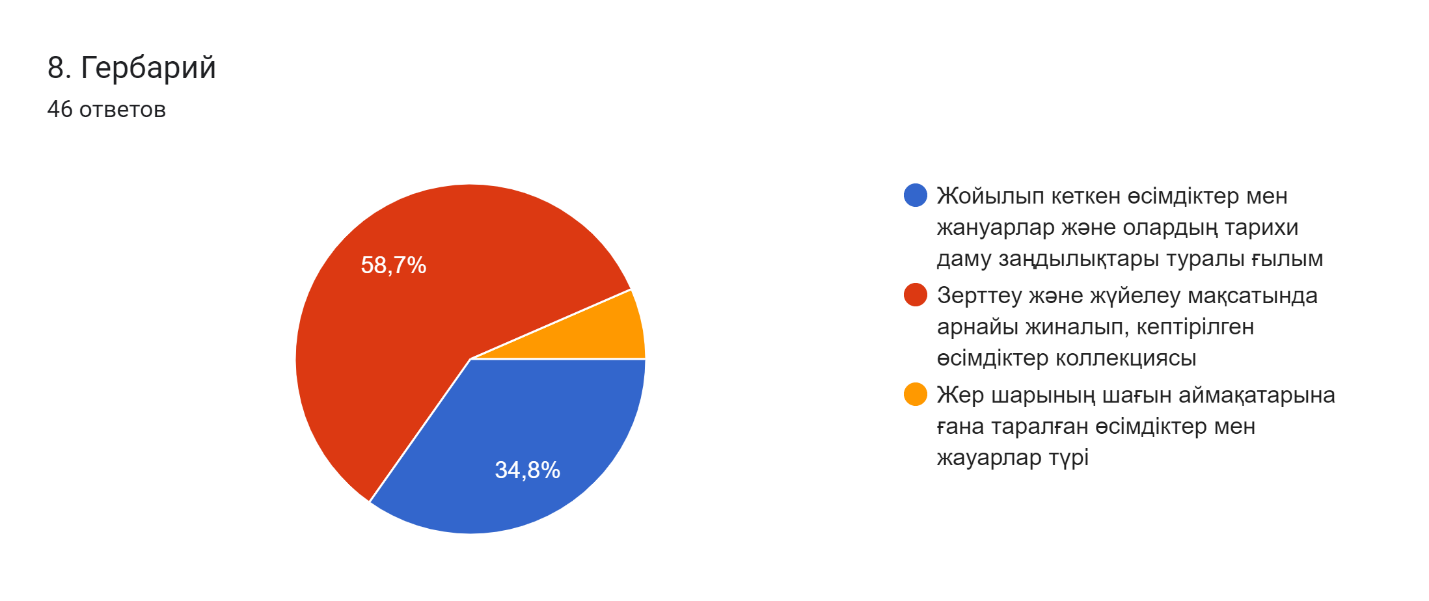 8. Гербарий
46 ответов
58,7%
34,8%
Жойылып кеткен өсімдіктер мен
жануарлар және олардың тарихи
даму заңдылықтары туралы ғылым
Зерттеу және жүйелеу мақсатында
арнайы жиналып, кептірілген
өсімдіктер коллекциясы
Жер шарының шағын аймақатарына
ғана таралған өсімдіктер мен
жауарлар түрі